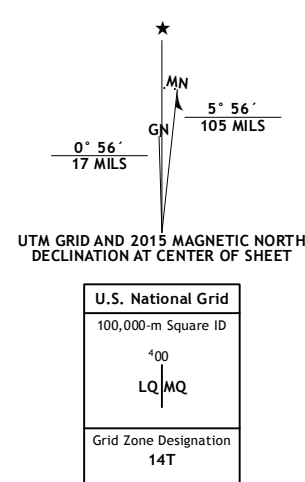 ★
.MN
GN
5° 56´
105 MILS
0° 56´
17 MILS
UTM GRID AND 2015 MAGNETIC NORTH
DECLINATION AT CENTER OF SHEET
U.S. National Grid
100,000-m Square ID
⁴00
LQ MQ
Grid Zone Designation
14T